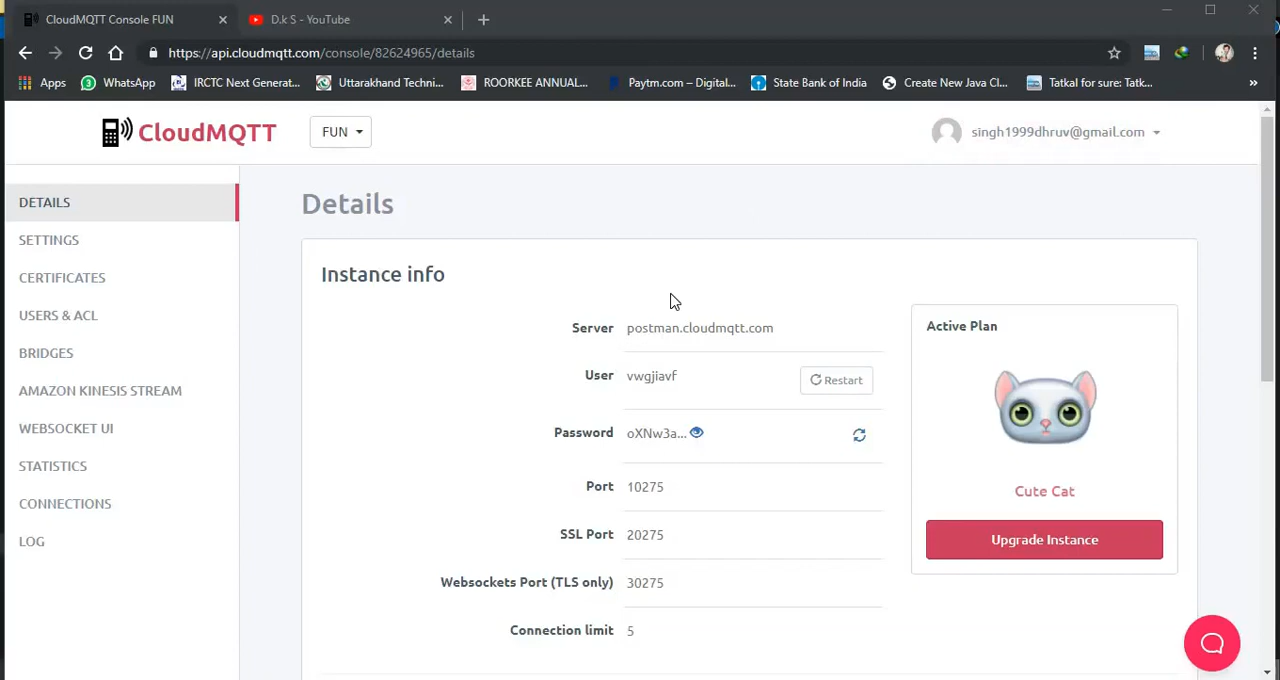 CloudMQTT Console FUN
D.k S - YouTube
https://api.cloudmqtt.com/console/82624965/details
Apps
3 WhatsApp
IRCTC Next Generat...
Uttarakhand Techni...
ROORKEE ANNUAL...
Paytm.com – Digital...
State Bank of India
Create New Java Cl...
Tatkal for sure: Tatk...
»
CloudMQTT
FUN
singh1999dhruv@gmail.com
DETAILS
SETTINGS
CERTIFICATES
USERS & ACL
BRIDGES
AMAZON KINESIS STREAM
WEBSOCKET UI
STATISTICS
CONNECTIONS
LOG
Details
Instance info
Server postman.cloudmqtt.com
User vwgjiavf Restart
Password oXNw3a...
Port 10275
SSL Port 20275
Websockets Port (TLS only) 30275
Connection limit 5
Active Plan
Cute Cat
Upgrade Instance